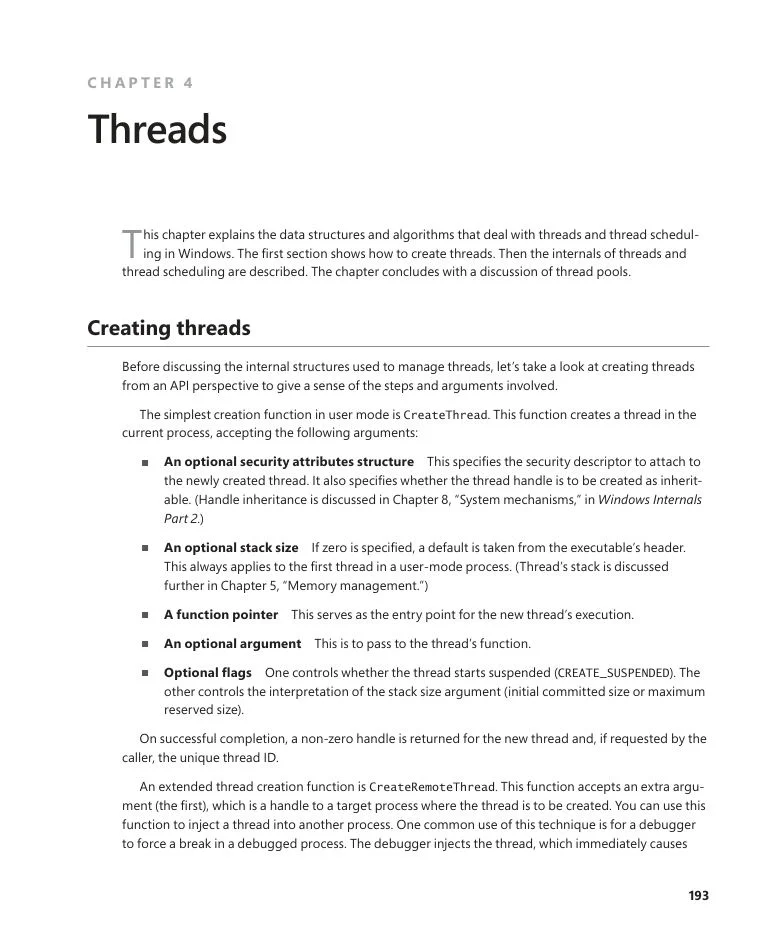 CHAPTER 4
Threads
This chapter explains the data structures and algorithms that deal with threads and thread schedul-
ing in Windows. The first section shows how to create threads. Then the internals of threads and
thread scheduling are described. The chapter concludes with a discussion of thread pools.
Creating threads
Before discussing the internal structures used to manage threads, let’s take a look at creating threads
from an API perspective to give a sense of the steps and arguments involved.
The simplest creation function in user mode is CreateThread. This function creates a thread in the
current process, accepting the following arguments:
■ An optional security attributes structure This specifies the security descriptor to attach to
the newly created thread. It also specifies whether the thread handle is to be created as inherit-
able. (Handle inheritance is discussed in Chapter 8, “System mechanisms,” in Windows Internals
Part 2.)
■ An optional stack size If zero is specified, a default is taken from the executable’s header.
This always applies to the first thread in a user-mode process. (Thread’s stack is discussed
further in Chapter 5, “Memory management.”)
■ A function pointer This serves as the entry point for the new thread’s execution.
■ An optional argument This is to pass to the thread’s function.
■ Optional flags One controls whether the thread starts suspended (CREATE_SUSPENDED). The
other controls the interpretation of the stack size argument (initial committed size or maximum
reserved size).
On successful completion, a non-zero handle is returned for the new thread and, if requested by the
caller, the unique thread ID.
An extended thread creation function is CreateRemoteThread. This function accepts an extra argu-
ment (the first), which is a handle to a target process where the thread is to be created. You can use this
function to inject a thread into another process. One common use of this technique is for a debugger
to force a break in a debugged process. The debugger injects the thread, which immediately causes
193